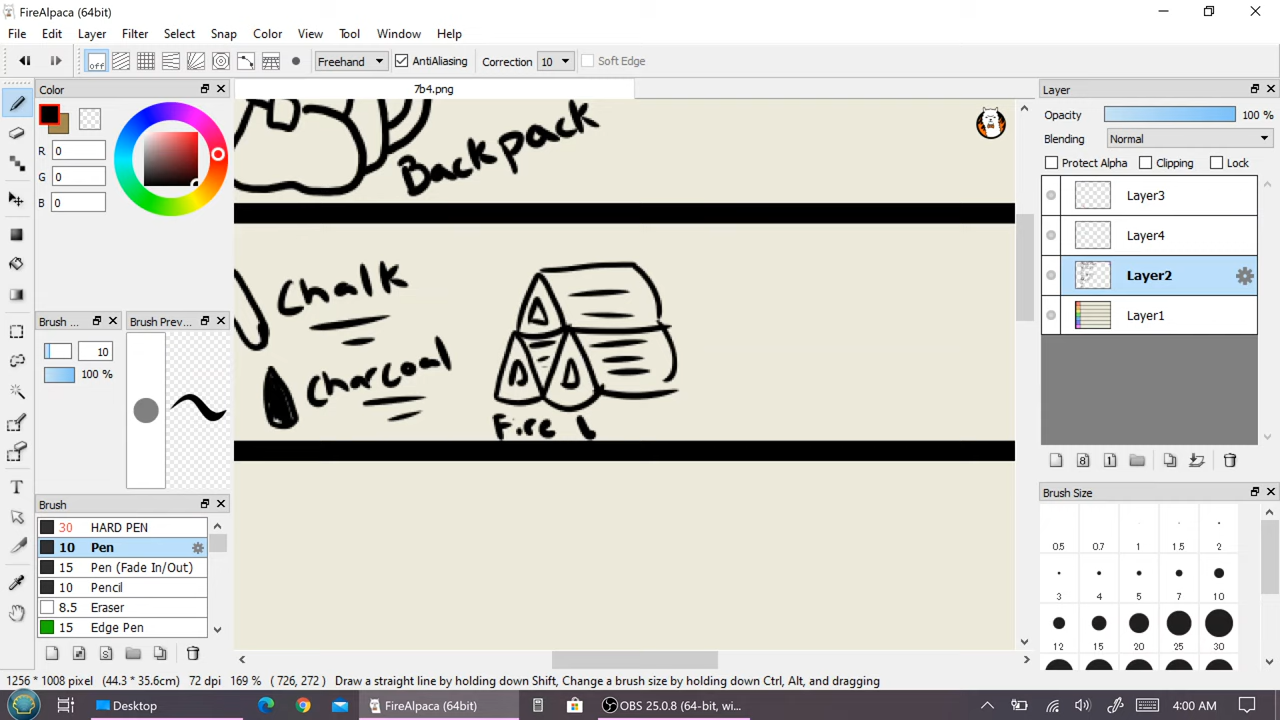 FireAlpaca (64bit)
File Edit Layer Filter Select Snap Color View Tool Window Help
off Freehand AntiAliasing Correction 10 Soft Edge
Color
7b4.png
Layer
R 0
G 0
B 0
Opacity 100 %
Blending Normal
Protect Alpha Clipping Lock
Layer3
Layer4
Layer2
Layer1
Backpack
Chalk
Charcoal
Fire
Brush ... Brush Prev...
10
100 %
Brush
30 HARD PEN
10 Pen
15 Pen (Fade In/Out)
10 Pencil
8.5 Eraser
15 Edge Pen
8 1
Brush Size
0.5 0.7 1 1.5 2
3 4 5 7 10
12 15 20 25 30
1256 * 1008 pixel (44.3 * 35.6cm) 72 dpi 169 % ( 726, 272 ) Draw a straight line by holding down Shift, Change a brush size by holding down Ctrl, Alt, and dragging
Desktop FireAlpaca (64bit) OBS 25.0.8 (64-bit, wi... 4:00 AM